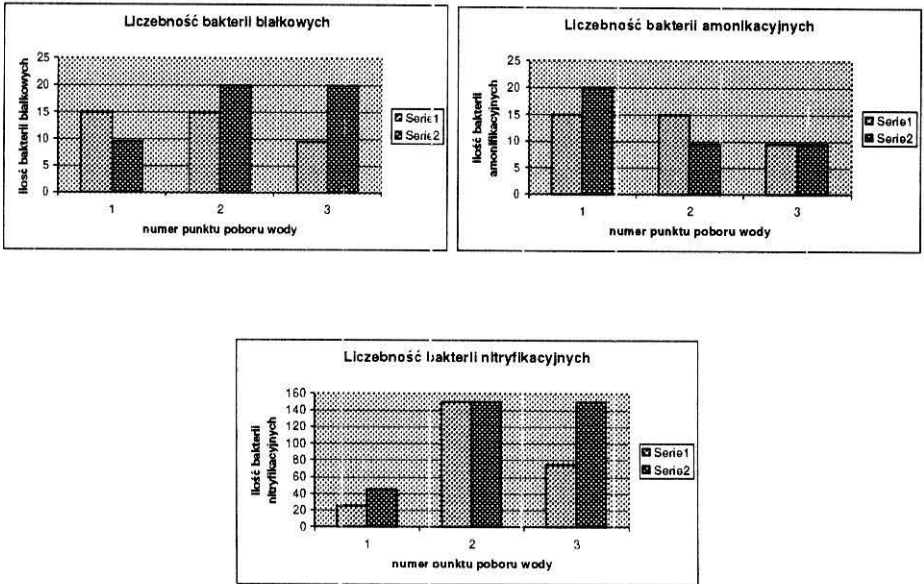 Liczebność bakterii białkowych
25
20
15
10
5
0
ilość bakterii białkowych
1 2 3
numer punktu poboru wody
Serie1
Serie2
Liczebność bakterii amonikacyjnych
25
20
15
10
5
0
ilość bakterii
amonifikacyjnych
1 2 3
numer punktu poboru wody
Serie1
Serie2
Liczebność bakterii nitryfikacyjnych
160
140
120
100
80
60
40
20
0
ilość bakterii
nitryfikacyjnych
1 2 3
numer punktu poboru wody
Serie1
Serie2